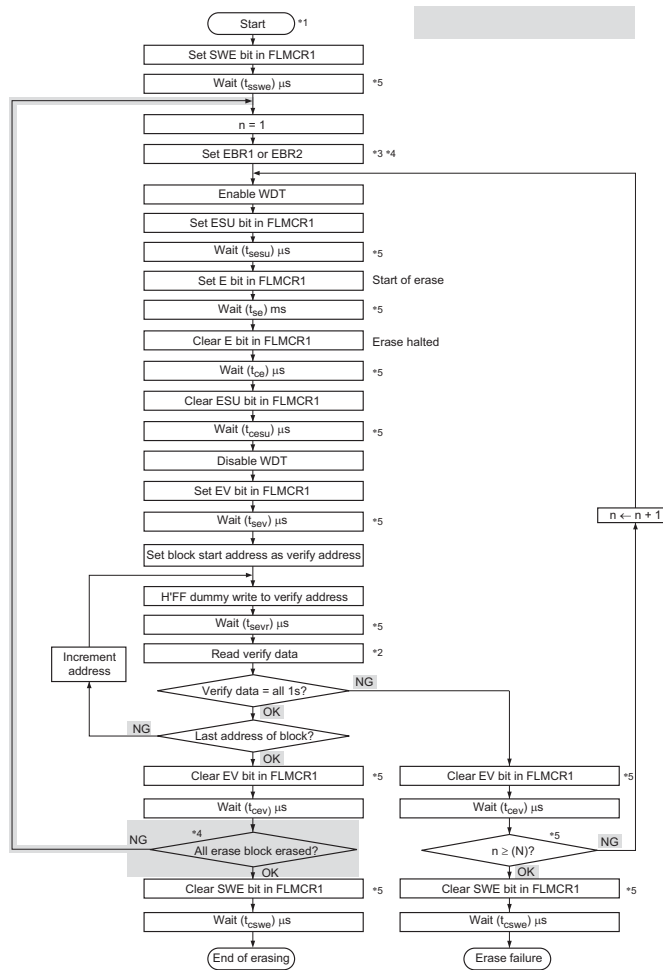 Start *1
Set SWE bit in FLMCR1
Wait (tsswe) μs *5
n = 1
Set EBR1 or EBR2 *3 *4
Enable WDT
Set ESU bit in FLMCR1
Wait (tsesu) μs *5
Set E bit in FLMCR1 Start of erase
Wait (tse) ms *5
Clear E bit in FLMCR1 Erase halted
Wait (tce) μs *5
Clear ESU bit in FLMCR1
Wait (tcesu) μs *5
Disable WDT
Set EV bit in FLMCR1
n ← n + 1
Wait (tsev) μs *5
Set block start address as verify address
H'FF dummy write to verify address
Wait (tsevr) μs *5
Read verify data *2
Increment
address
Verify data = all 1s? NG
OK
NG Last address of block?
OK
Clear EV bit in FLMCR1 *5 Clear EV bit in FLMCR1 *5
Wait (tcev) μs Wait (tcev) μs
NG *4 All erase block erased? *5 n ≥ (N)? NG
OK OK
Clear SWE bit in FLMCR1 *5 Clear SWE bit in FLMCR1 *5
Wait (tcswe) μs Wait (tcswe) μs
End of erasing Erase failure